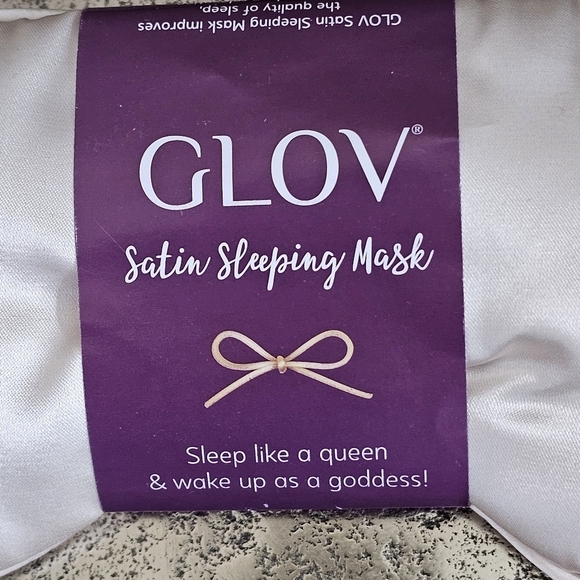 GLOV Satin Sleeping Mask improves
the quality of sleep,
GLOV®
Satin Sleeping Mask
Sleep like a queen
& wake up as a goddess!